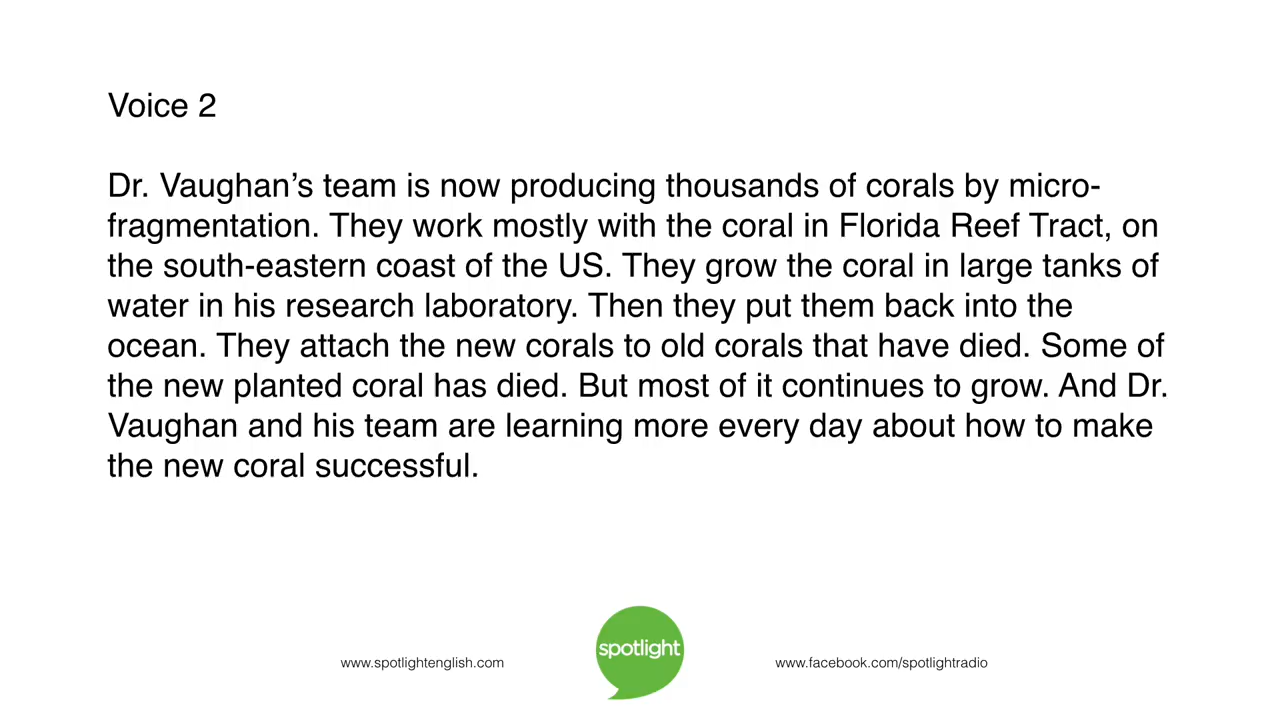 Voice 2
Dr. Vaughan’s team is now producing thousands of corals by micro-
fragmentation. They work mostly with the coral in Florida Reef Tract, on
the south-eastern coast of the US. They grow the coral in large tanks of
water in his research laboratory. Then they put them back into the
ocean. They attach the new corals to old corals that have died. Some of
the new planted coral has died. But most of it continues to grow. And Dr.
Vaughan and his team are learning more every day about how to make
the new coral successful.
www.spotlightenglish.com
spotlight
www.facebook.com/spotlightradio